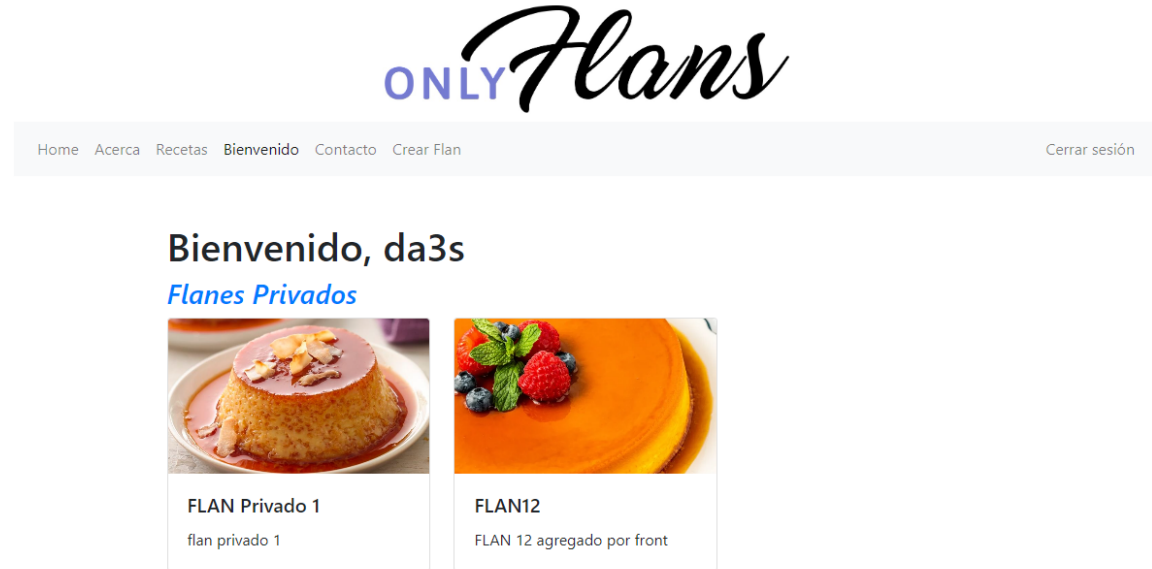 ONLY Flans
Home Acerca Recetas Bienvenido Contacto Crear Flan Cerrar sesión
Bienvenido, da3s
Flanes Privados
FLAN Privado 1
flan privado 1
FLAN12
FLAN 12 agregado por front